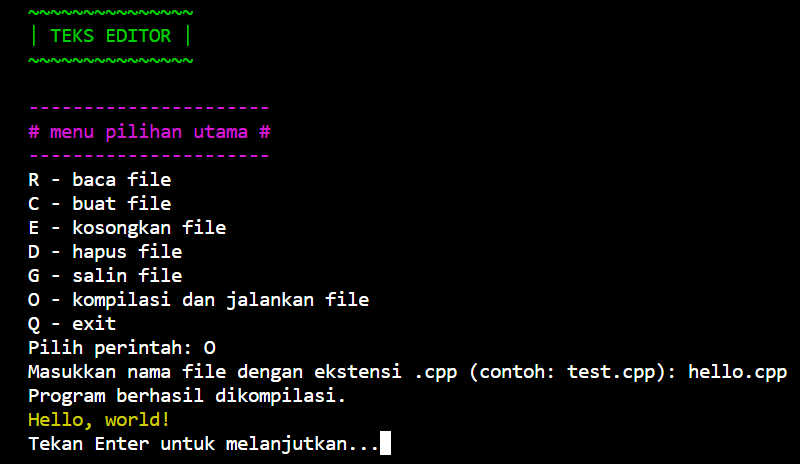 ~~~~~~~~~~~~~~~
| TEKS EDITOR |
~~~~~~~~~~~~~~~
----------------------
# menu pilihan utama #
----------------------
R - baca file
C - buat file
E - kosongkan file
D - hapus file
G - salin file
O - kompilasi dan jalankan file
Q - exit
Pilih perintah: O
Masukkan nama file dengan ekstensi .cpp (contoh: test.cpp): hello.cpp
Program berhasil dikompilasi.
Hello, world!
Tekan Enter untuk melanjutkan...